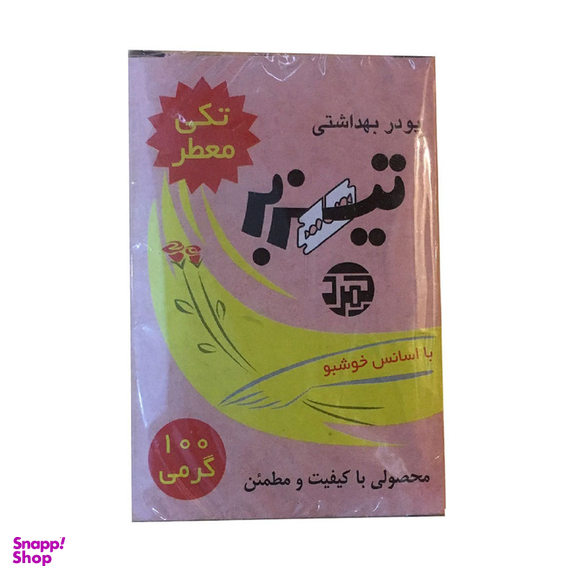 تکی
معطر
پودر بهداشتی
تیزبر
با اسانس خوشبو
۱۰۰
گرمی
محصولی با کیفیت و مطمئن
Snapp!
Shop